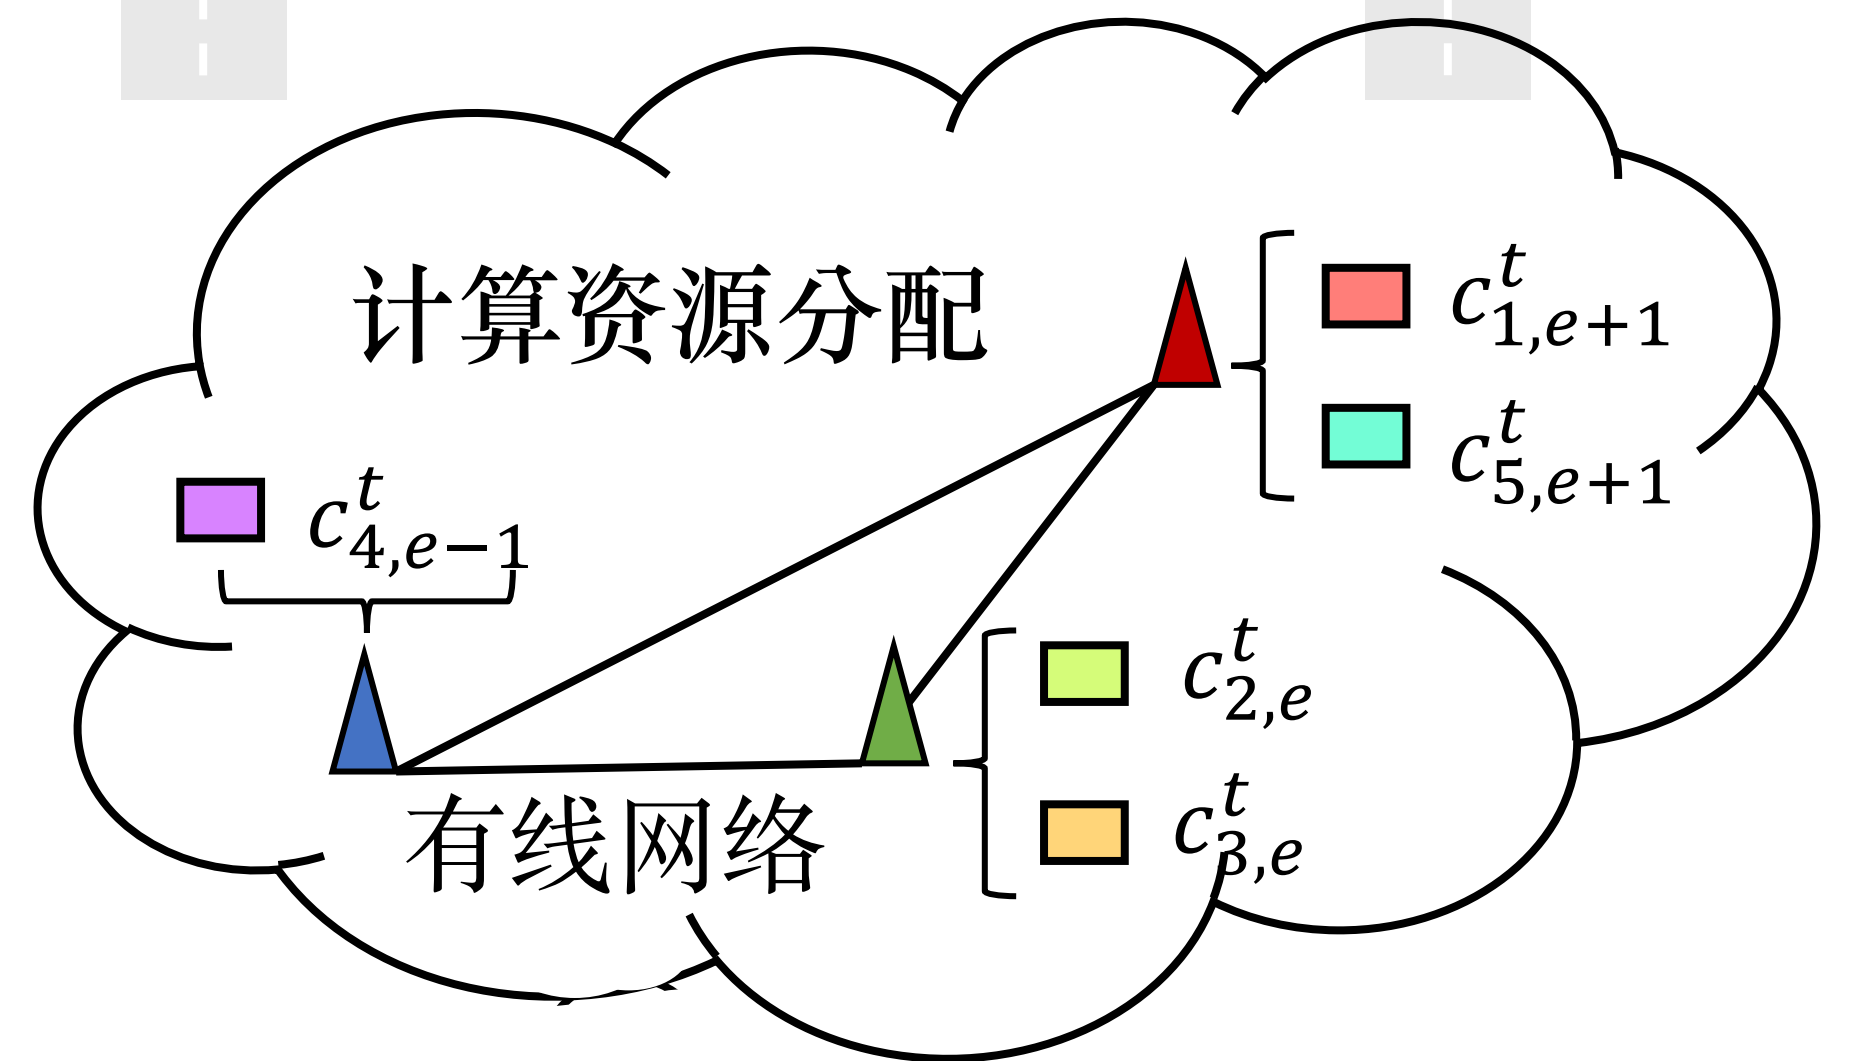 计算资源分配
c^t_{1,e+1}
c^t_{5,e+1}
c^t_{4,e-1}
c^t_{2,e}
有线网络
c^t_{3,e}